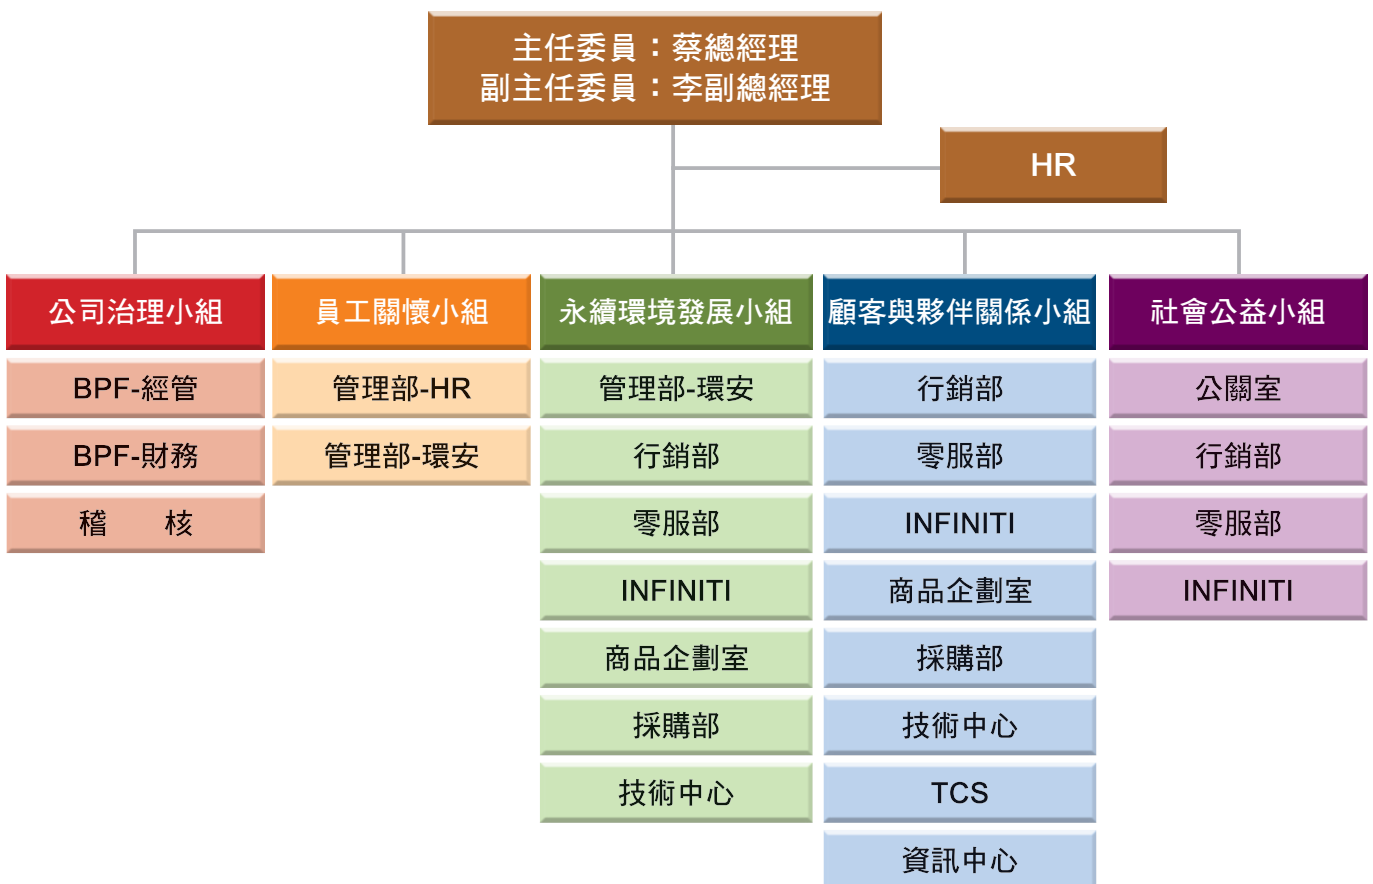 主任委員：蔡總經理
副主任委員：李副總經理
HR
公司治理小組
BPF-經管
BPF-財務
稽　　核
員工關懷小組
管理部-HR
管理部-環安
永續環境發展小組
管理部-環安
行銷部
零服部
INFINITI
商品企劃室
採購部
技術中心
顧客與夥伴關係小組
行銷部
零服部
INFINITI
商品企劃室
採購部
技術中心
TCS
資訊中心
社會公益小組
公關室
行銷部
零服部
INFINITI